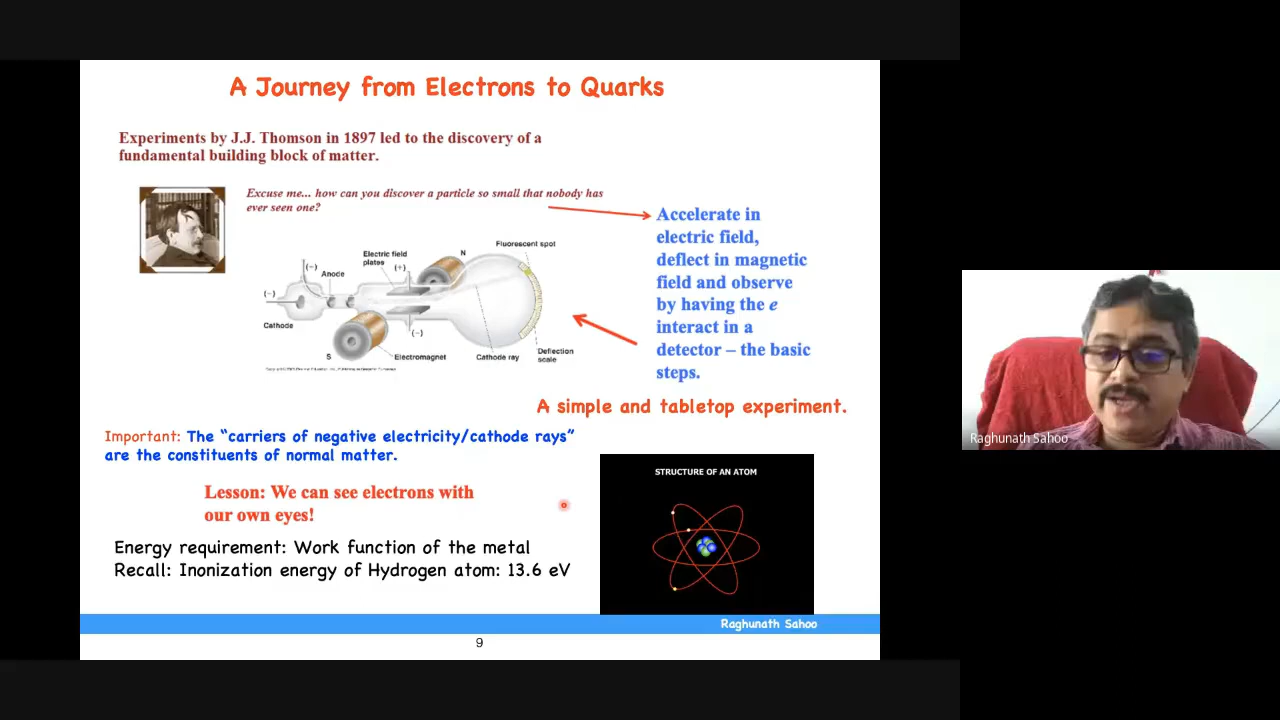 A Journey from Electrons to Quarks
Experiments by J.J. Thomson in 1897 led to the discovery of a
fundamental building block of matter.
Excuse me... how can you discover a particle so small that nobody has
ever seen one?
Accelerate in
electric field,
deflect in magnetic
field and observe
by having the e
interact in a
detector – the basic
steps.
Fluorescent spot
Electric field
plates
N
(+)
(−)
Anode
(−)
Cathode
(−)
S
Electromagnet
Cathode ray
Deflection
scale
A simple and tabletop experiment.
Important: The “carriers of negative electricity/cathode rays”
are the constituents of normal matter.
Lesson: We can see electrons with
our own eyes!
Energy requirement: Work function of the metal
Recall: Inonization energy of Hydrogen atom: 13.6 eV
STRUCTURE OF AN ATOM
Raghunath Sahoo
9
Raghunath Sahoo